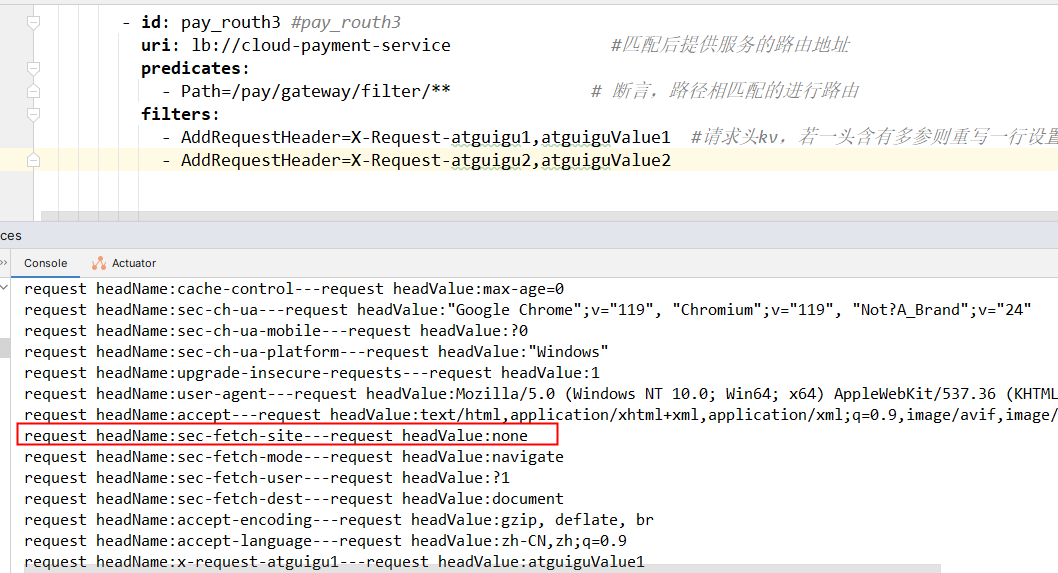 - id: pay_routh3 #pay_routh3
uri: lb://cloud-payment-service #匹配后提供服务的路由地址
predicates:
- Path=/pay/gateway/filter/** # 断言，路径相匹配的进行路由
filters:
- AddRequestHeader=X-Request-atguigu1,atguiguValue1 #请求头kv，若一头含有多参则重写一行设置
- AddRequestHeader=X-Request-atguigu2,atguiguValue2
ces
Console Actuator
request headName:cache-control---request headValue:max-age=0
request headName:sec-ch-ua---request headValue:"Google Chrome";v="119", "Chromium";v="119", "Not?A_Brand";v="24"
request headName:sec-ch-ua-mobile---request headValue:?0
request headName:sec-ch-ua-platform---request headValue:"Windows"
request headName:upgrade-insecure-requests---request headValue:1
request headName:user-agent---request headValue:Mozilla/5.0 (Windows NT 10.0; Win64; x64) AppleWebKit/537.36 (KHTML
request headName:accept---request headValue:text/html,application/xhtml+xml,application/xml;q=0.9,image/avif,image/
request headName:sec-fetch-site---request headValue:none
request headName:sec-fetch-mode---request headValue:navigate
request headName:sec-fetch-user---request headValue:?1
request headName:sec-fetch-dest---request headValue:document
request headName:accept-encoding---request headValue:gzip, deflate, br
request headName:accept-language---request headValue:zh-CN,zh;q=0.9
request headName:x-request-atguigu1---request headValue:atguiguValue1